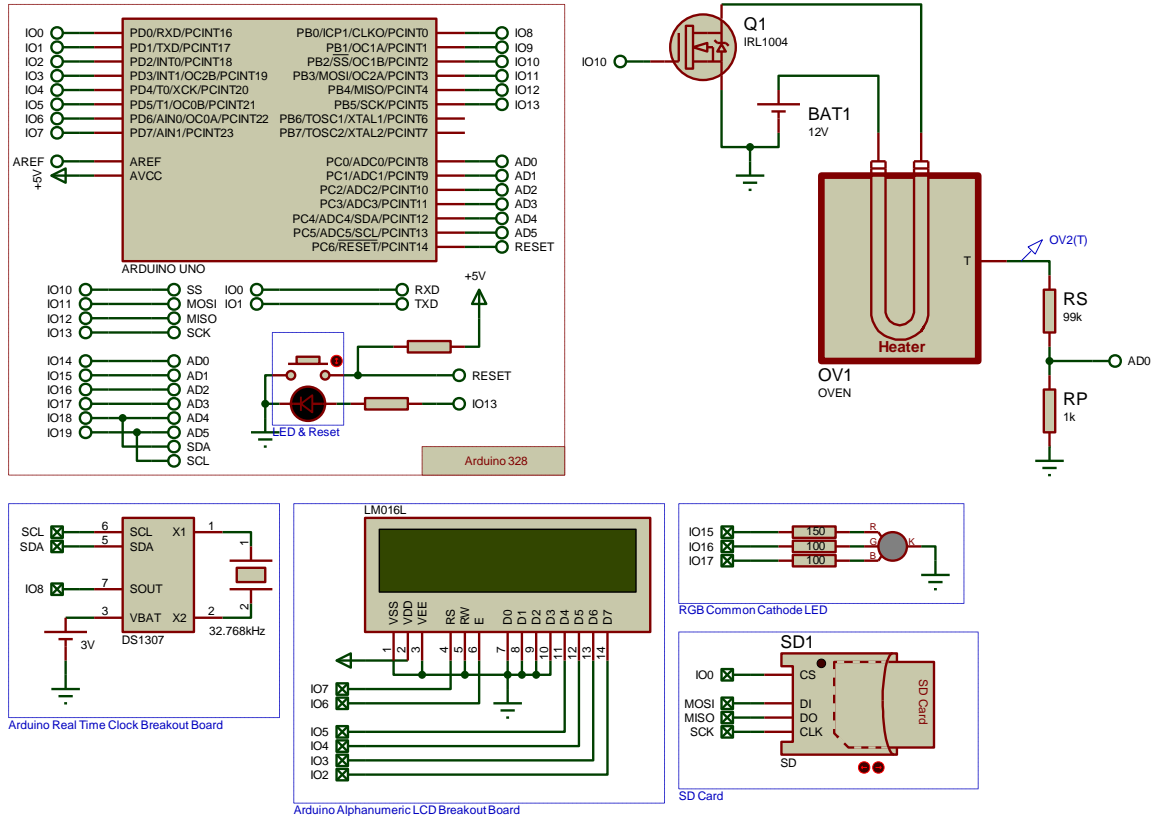 IO0 PD0/RXD/PCINT16 PB0/ICP1/CLKO/PCINT0 IO8
IO1 PD1/TXD/PCINT17 PB1/OC1A/PCINT1 IO9
IO2 PD2/INT0/PCINT18 PB2/SS/OC1B/PCINT2 IO10
IO3 PD3/INT1/OC2B/PCINT19 PB3/MOSI/OC2A/PCINT3 IO11
IO4 PD4/T0/XCK/PCINT20 PB4/MISO/PCINT4 IO12
IO5 PD5/T1/OC0B/PCINT21 PB5/SCK/PCINT5 IO13
IO6 PD6/AIN0/OC0A/PCINT22 PB6/TOSC1/XTAL1/PCINT6
IO7 PD7/AIN1/PCINT23 PB7/TOSC2/XTAL2/PCINT7
AREF AREF PC0/ADC0/PCINT8 AD0
+5V AVCC PC1/ADC1/PCINT9 AD1
PC2/ADC2/PCINT10 AD2
PC3/ADC3/PCINT11 AD3
PC4/ADC4/SDA/PCINT12 AD4
PC5/ADC5/SCL/PCINT13 AD5
PC6/RESET/PCINT14 RESET
ARDUINO UNO
IO10 SS IO0 RXD
IO11 MOSI IO1 TXD
IO12 MISO
IO13 SCK
+5V
IO14 AD0
IO15 AD1
IO16 AD2
IO17 AD3
IO18 AD4
IO19 AD5
SDA
SCL
RESET
IO13
LED & Reset
Arduino 328
Q1
IRL1004
IO10
BAT1
12V
T
OV2(T)
Heater
OV1
OVEN
RS
99k
AD0
RP
1k
SCL 6 SCL X1 1
SDA 5 SDA
1
IO8 7 SOUT
2
3 VBAT X2 2
DS1307 32.768kHz
3V
Arduino Real Time Clock Breakout Board
LM016L
VSS VDD VEE RS RW E D0 D1 D2 D3 D4 D5 D6 D7
1 2 3 4 5 6 7 8 9 10 11 12 13 14
IO7
IO6
IO5
IO4
IO3
IO2
Arduino Alphanumeric LCD Breakout Board
IO15 150 R
IO16 100 G K
IO17 100 B
RGB Common Cathode LED
SD1
IO0 CS
MOSI DI
MISO DO
SCK CLK
SD Card
SD
SD Card